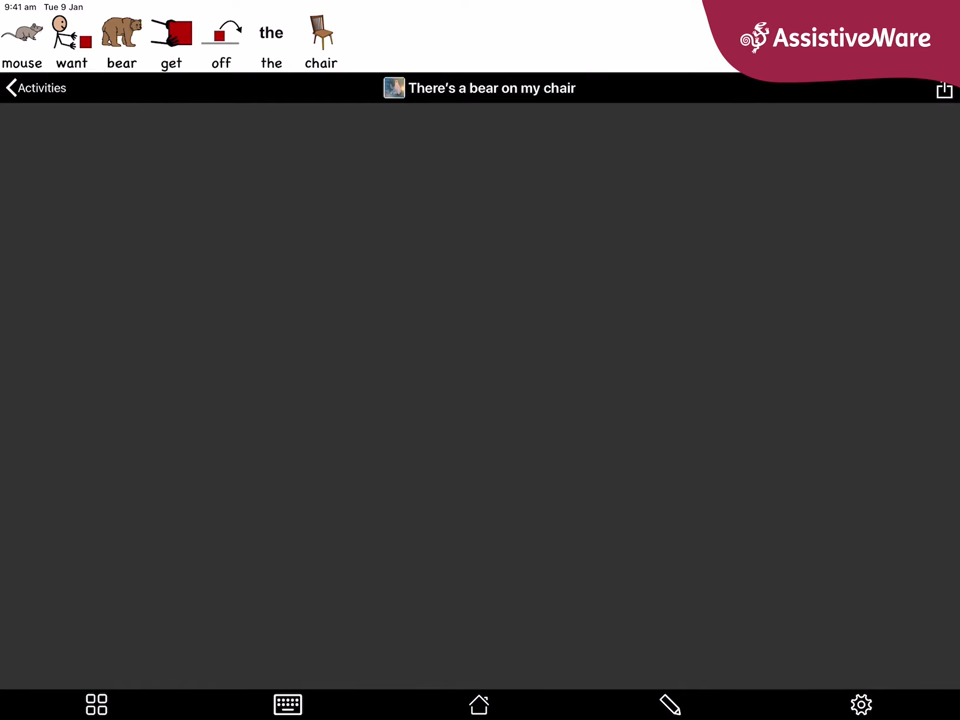 9:41 am Tue 9 Jan
the
mouse want bear get off the chair
AssistiveWare
Activities
There's a bear on my chair